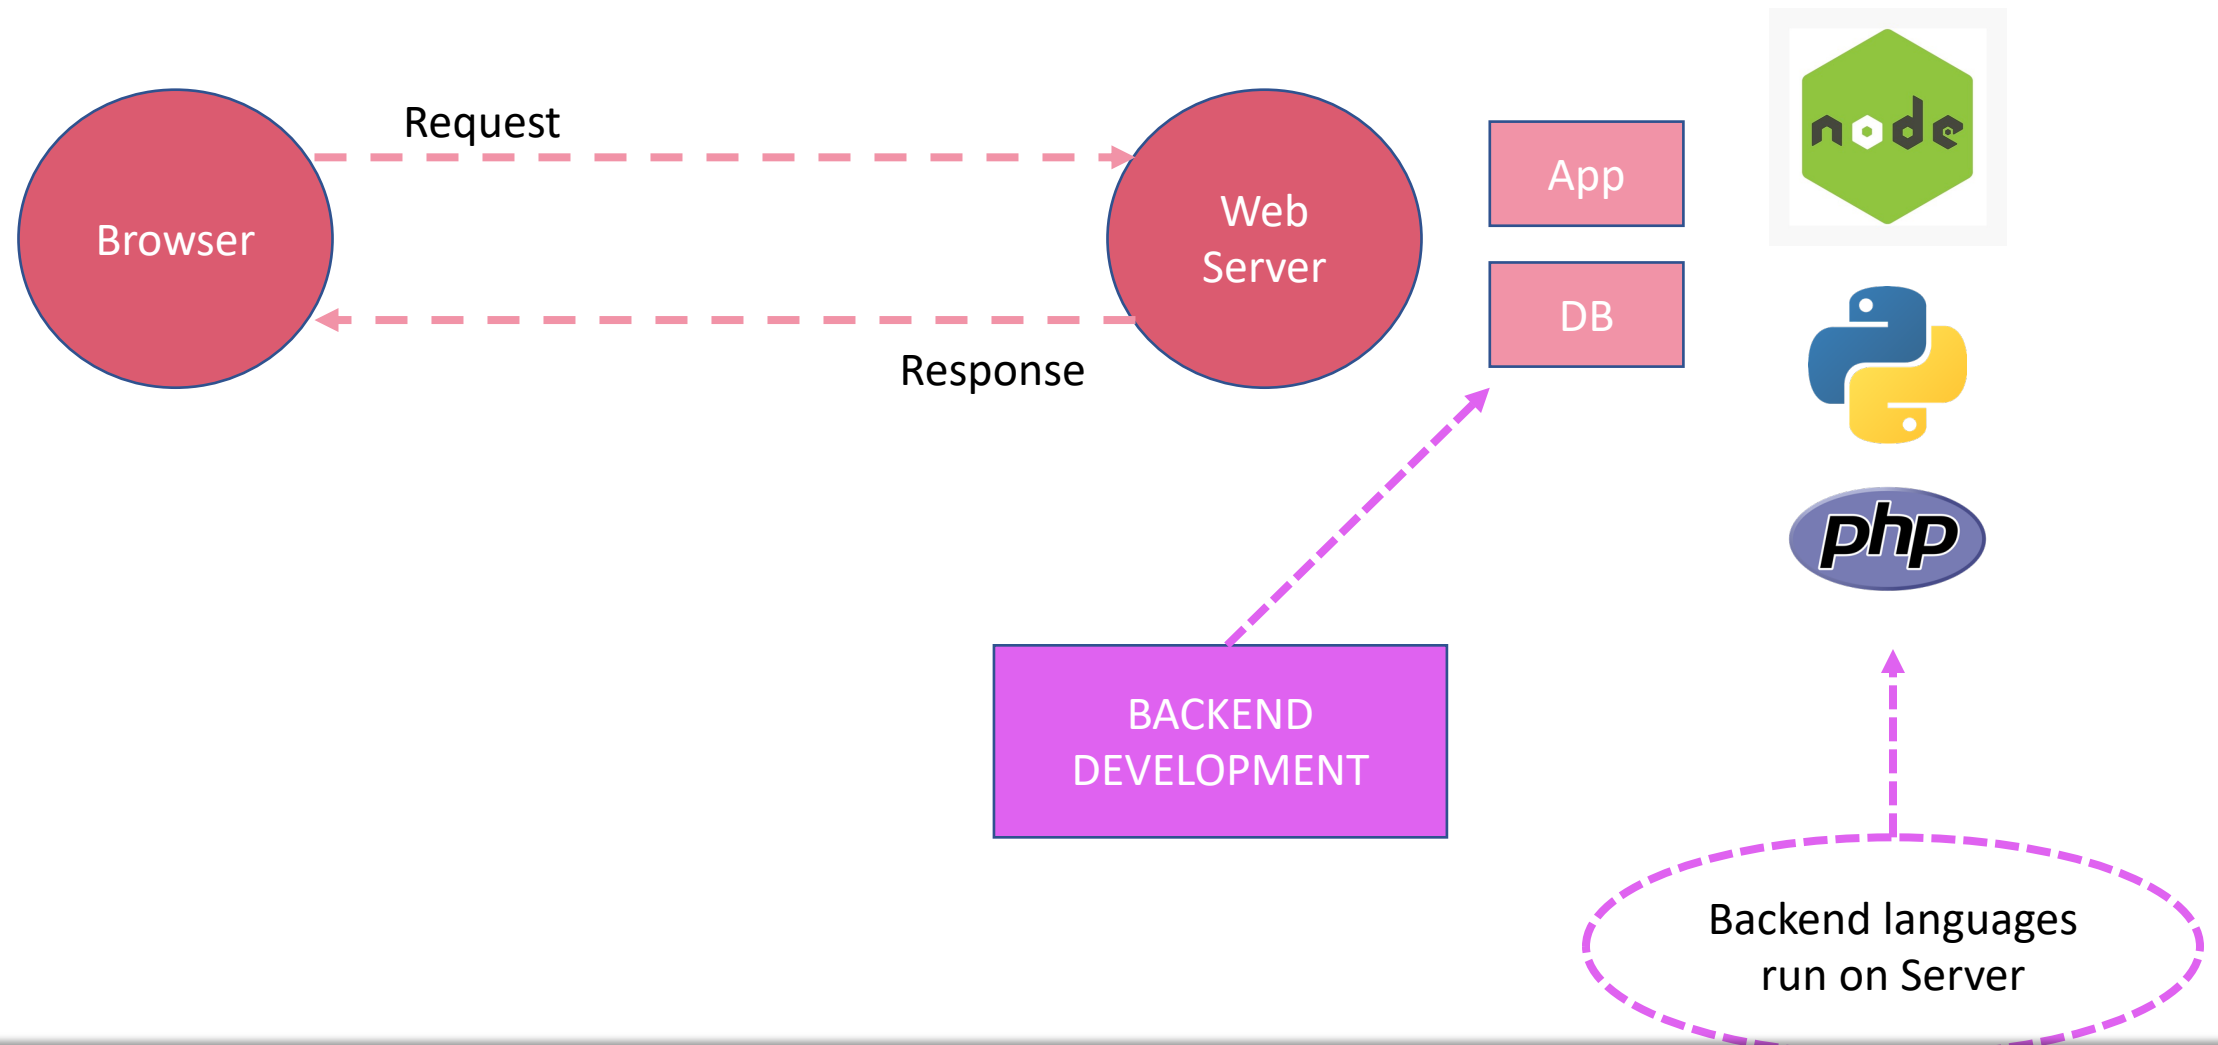 Request
Browser
Web
Server
Response
App
DB
node
php
BACKEND
DEVELOPMENT
Backend languages
run on Server